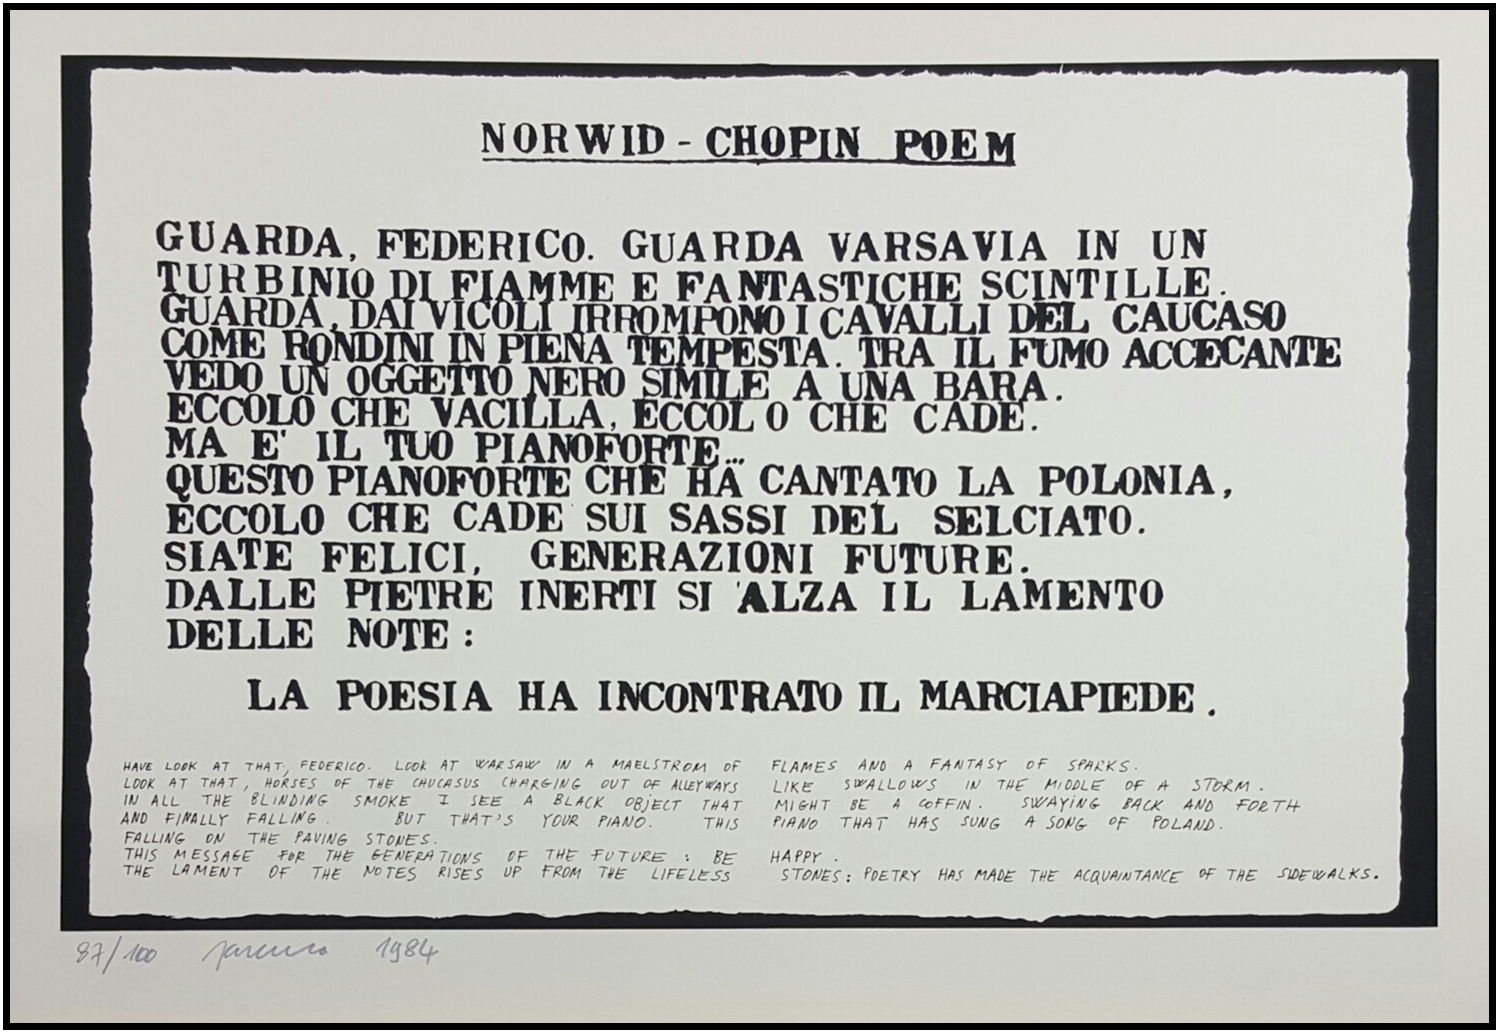 NORWID - CHOPIN POEM
GUARDA, FEDERICO. GUARDA VARSAVIA IN UN
TURBINIO DI FIAMME E FANTASTICHE SCINTILLE.
GUARDA, DAI VICOLI IRROMPONO I CAVALLI DEL CAUCASO
COME RONDINI IN PIENA TEMPESTA. TRA IL FUMO ACCECANTE
VEDO UN OGGETTO NERO SIMILE A UNA BARA.
ECCOLO CHE VACILLA, ECCOLO CHE CADE.
MA E' IL TUO PIANOFORTE...
QUESTO PIANOFORTE CHE HA CANTATO LA POLONIA,
ECCOLO CHE CADE SUI SASSI DEL SELCIATO.
SIATE FELICI, GENERAZIONI FUTURE.
DALLE PIETRE INERTI SI ALZA IL LAMENTO
DELLE NOTE:
LA POESIA HA INCONTRATO IL MARCIAPIEDE.
HAVE LOOK AT THAT, FEDERICO. LOOK AT WARSAW IN A MAELSTROM OF FLAMES AND A FANTASY OF SPARKS.
LOOK AT THAT, HORSES OF THE CAUCASUS CHARGING OUT OF ALLEYWAYS LIKE SWALLOWS IN THE MIDDLE OF A STORM.
IN ALL THE BLINDING SMOKE I SEE A BLACK OBJECT THAT MIGHT BE A COFFIN. SWAYING BACK AND FORTH
AND FINALLY FALLING. BUT THAT'S YOUR PIANO. THIS PIANO THAT HAS SUNG A SONG OF POLAND.
FALLING ON THE PAVING STONES.
THIS MESSAGE FOR THE GENERATIONS OF THE FUTURE: BE HAPPY.
THE LAMENT OF THE NOTES RISES UP FROM THE LIFELESS STONES: POETRY HAS MADE THE ACQUAINTANCE OF THE SIDEWALKS.
87/100 Sarenco 1984